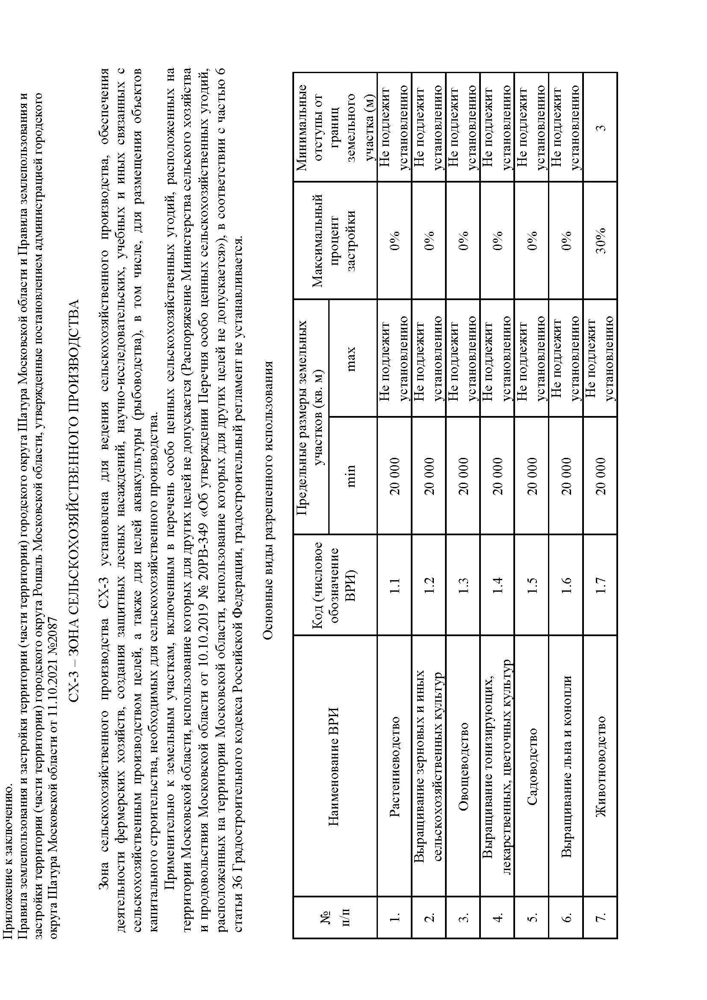 Приложение к заключению.
Правила землепользования и застройки территории (части территории) городского округа Шатура Московской области и Правила землепользования и
застройки территории (части территории) городского округа Рошаль Московской области, утвержденные постановлением администрацией городского
округа Шатура Московской области от 11.10.2021 №2087
СХ-3 – ЗОНА СЕЛЬСКОХОЗЯЙСТВЕННОГО ПРОИЗВОДСТВА
Зона сельскохозяйственного производства СХ-3 установлена для ведения сельскохозяйственного производства, обеспечения
деятельности фермерских хозяйств, создания защитных лесных насаждений, научно-исследовательских, учебных и иных связанных с
сельскохозяйственным производством целей, а также для целей аквакультуры (рыбоводства), в том числе, для размещения объектов
капитального строительства, необходимых для сельскохозяйственного производства.
Применительно к земельным участкам, включенным в перечень особо ценных сельскохозяйственных угодий, расположенных на
территории Московской области, использование которых для других целей не допускается (Распоряжение Министерства сельского хозяйства
и продовольствия Московской области от 10.10.2019 № 20РВ-349 «Об утверждении Перечня особо ценных сельскохозяйственных угодий,
расположенных на территории Московской области, использование которых для других целей не допускается»), в соответствии с частью 6
статьи 36 Градостроительного кодекса Российской Федерации, градостроительный регламент не устанавливается.
Основные виды разрешенного использования
№
п/п
Наименование ВРИ
Код (числовое
обозначение
ВРИ)
Предельные размеры земельных
участков (кв. м)
min
max
Максимальный
процент
застройки
Минимальные
отступы от
границ
земельного
участка (м)
1.
Растениеводство
1.1
20 000
Не подлежит
установлению
0%
Не подлежит
установлению
2.
Выращивание зерновых и иных
сельскохозяйственных культур
1.2
20 000
Не подлежит
установлению
0%
Не подлежит
установлению
3.
Овощеводство
1.3
20 000
Не подлежит
установлению
0%
Не подлежит
установлению
4.
Выращивание тонизирующих,
лекарственных, цветочных культур
1.4
20 000
Не подлежит
установлению
0%
Не подлежит
установлению
5.
Садоводство
1.5
20 000
Не подлежит
установлению
0%
Не подлежит
установлению
6.
Выращивание льна и конопли
1.6
20 000
Не подлежит
установлению
0%
Не подлежит
установлению
7.
Животноводство
1.7
20 000
Не подлежит
установлению
30%
3